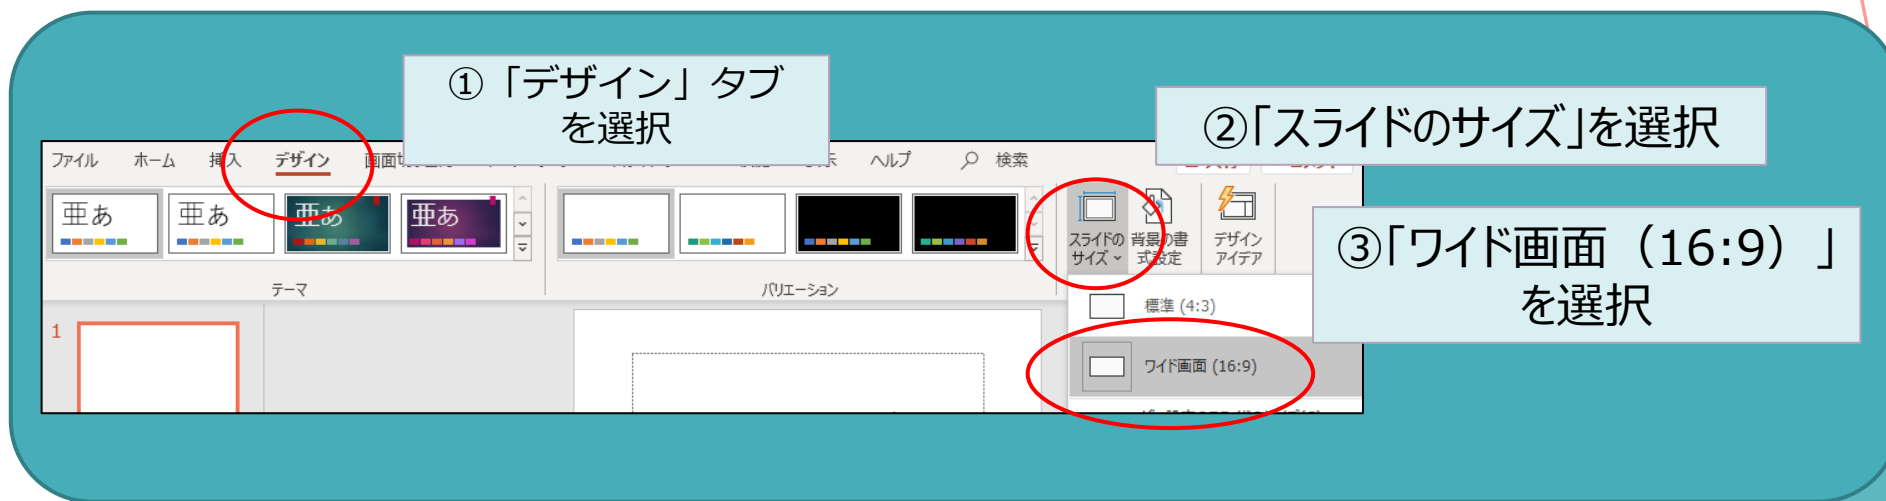 ①「デザイン」タブ
を選択
②「スライドのサイズ」を選択
ファイル ホーム 挿入 デザイン ヘルプ 検索
亜あ 亜あ 亜あ 亜あ
スライドの
サイズ
背景の書
式設定
デザイン
アイデア
③「ワイド画面（16:9）」
を選択
テーマ バリエーション
標準 (4:3)
1
ワイド画面 (16:9)